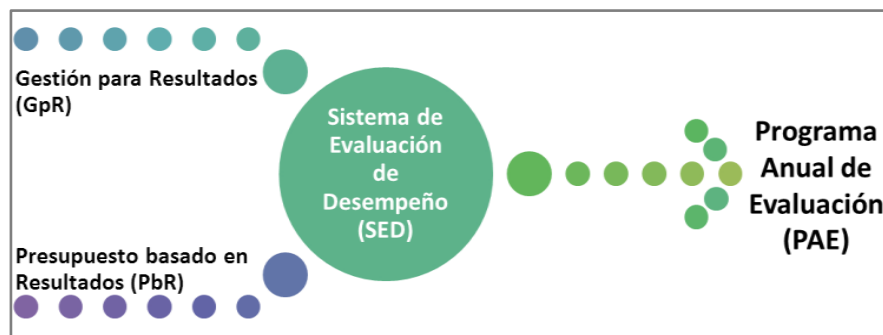 Gestión para Resultados
(GpR)
Sistema de
Evaluación
de
Desempeño
(SED)
Programa
Anual de
Evaluación
(PAE)
Presupuesto basado en
Resultados (PbR)